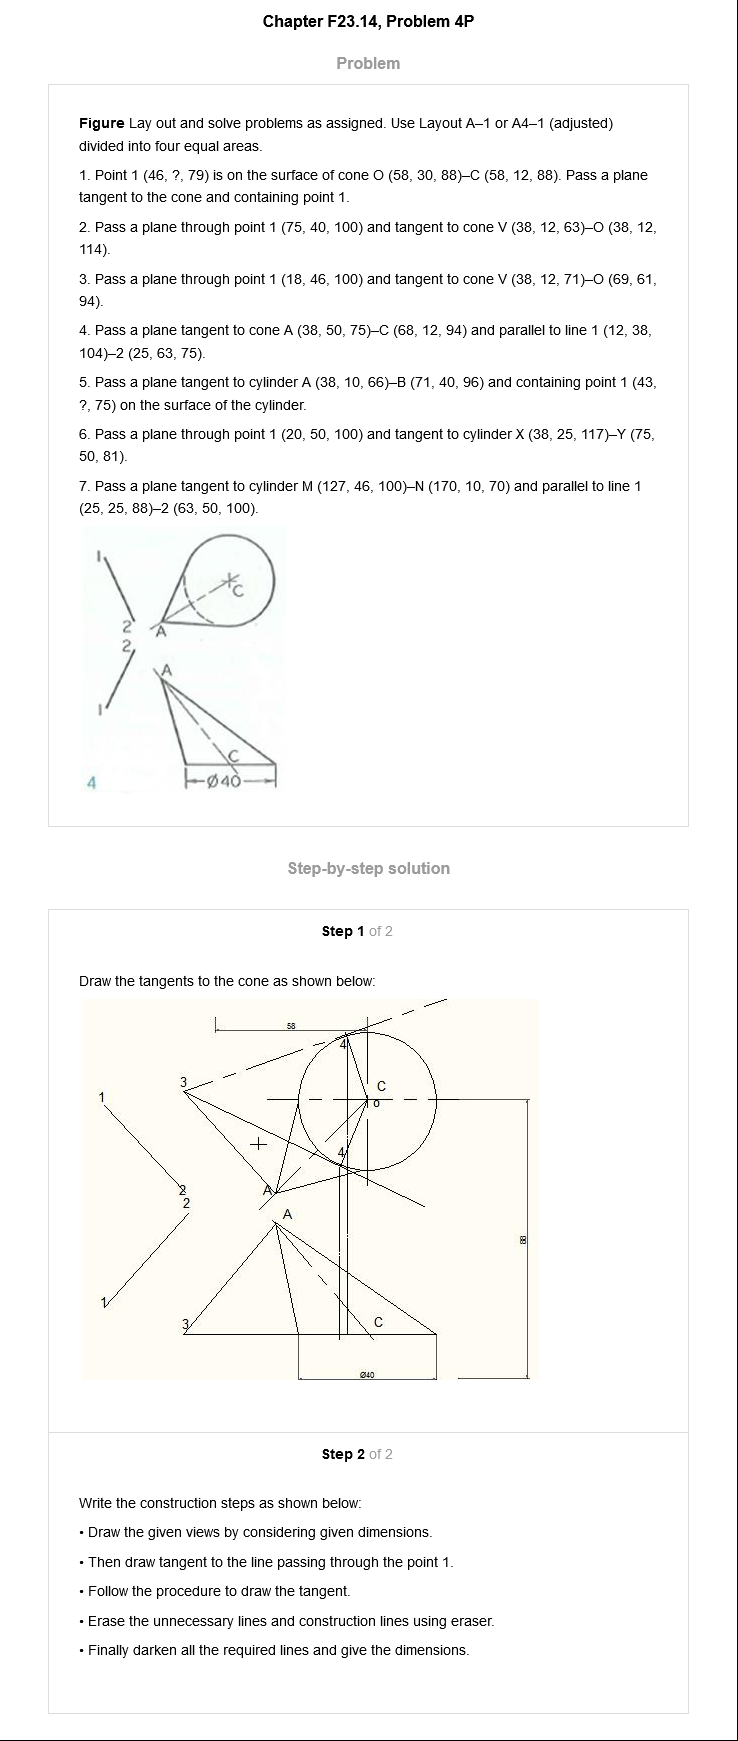 Chapter F23.14, Problem 4P
Problem
Figure Lay out and solve problems as assigned. Use Layout A–1 or A4–1 (adjusted)
divided into four equal areas.
1. Point 1 (46, ?, 79) is on the surface of cone O (58, 30, 88)–C (58, 12, 88). Pass a plane
tangent to the cone and containing point 1.
2. Pass a plane through point 1 (75, 40, 100) and tangent to cone V (38, 12, 63)–O (38, 12,
114).
3. Pass a plane through point 1 (18, 46, 100) and tangent to cone V (38, 12, 71)–O (69, 61,
94).
4. Pass a plane tangent to cone A (38, 50, 75)–C (68, 12, 94) and parallel to line 1 (12, 38,
104)–2 (25, 63, 75).
5. Pass a plane tangent to cylinder A (38, 10, 66)–B (71, 40, 96) and containing point 1 (43,
?, 75) on the surface of the cylinder.
6. Pass a plane through point 1 (20, 50, 100) and tangent to cylinder X (38, 25, 117)–Y (75,
50, 81).
7. Pass a plane tangent to cylinder M (127, 46, 100)–N (170, 10, 70) and parallel to line 1
(25, 25, 88)–2 (63, 50, 100).
1
C
2
A
2
A
1
C
4
Ø40
Step-by-step solution
Step 1 of 2
Draw the tangents to the cone as shown below:
58
4
3
C
1
o
4
2
A
2
A
88
1
3
C
Ø40
Step 2 of 2
Write the construction steps as shown below:
• Draw the given views by considering given dimensions.
• Then draw tangent to the line passing through the point 1.
• Follow the procedure to draw the tangent.
• Erase the unnecessary lines and construction lines using eraser.
• Finally darken all the required lines and give the dimensions.